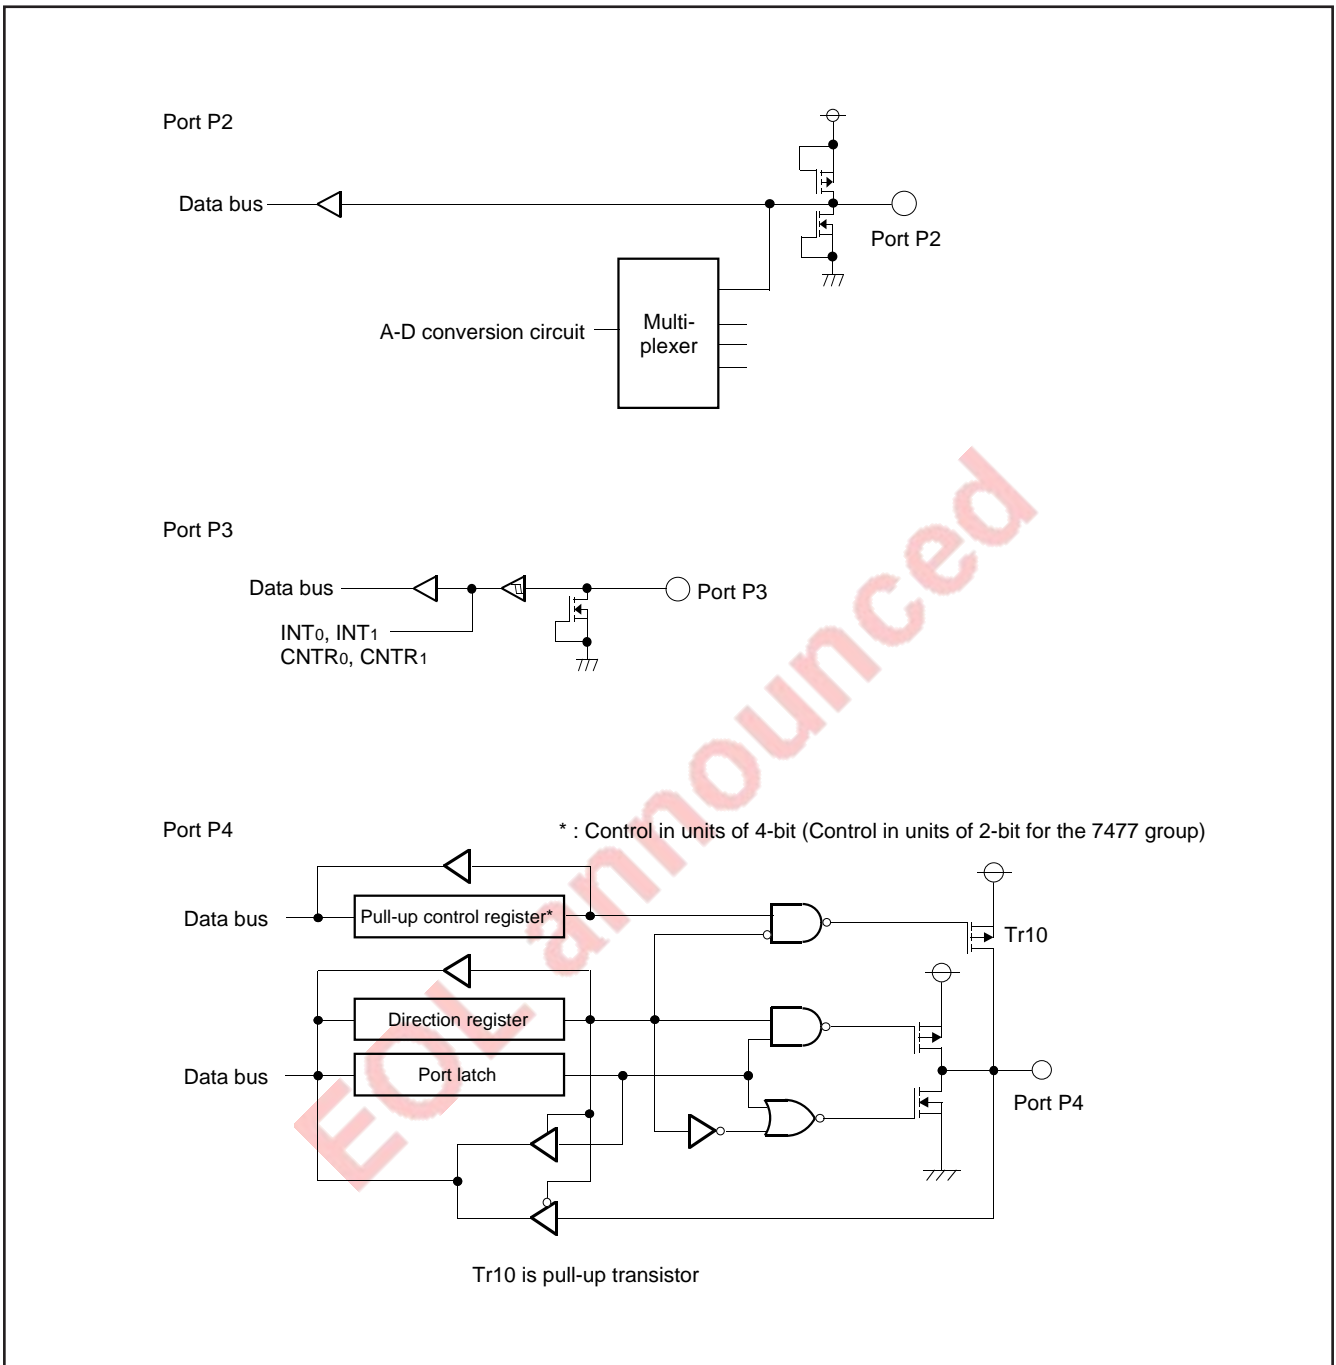 Port P2
Data bus
Port P2
Multi-
plexer
A-D conversion circuit
Port P3
Data bus
Port P3
INT0, INT1
CNTR0, CNTR1
Port P4
* : Control in units of 4-bit (Control in units of 2-bit for the 7477 group)
Data bus
Pull-up control register*
Tr10
Direction register
Data bus
Port latch
Port P4
Tr10 is pull-up transistor
EOL announced